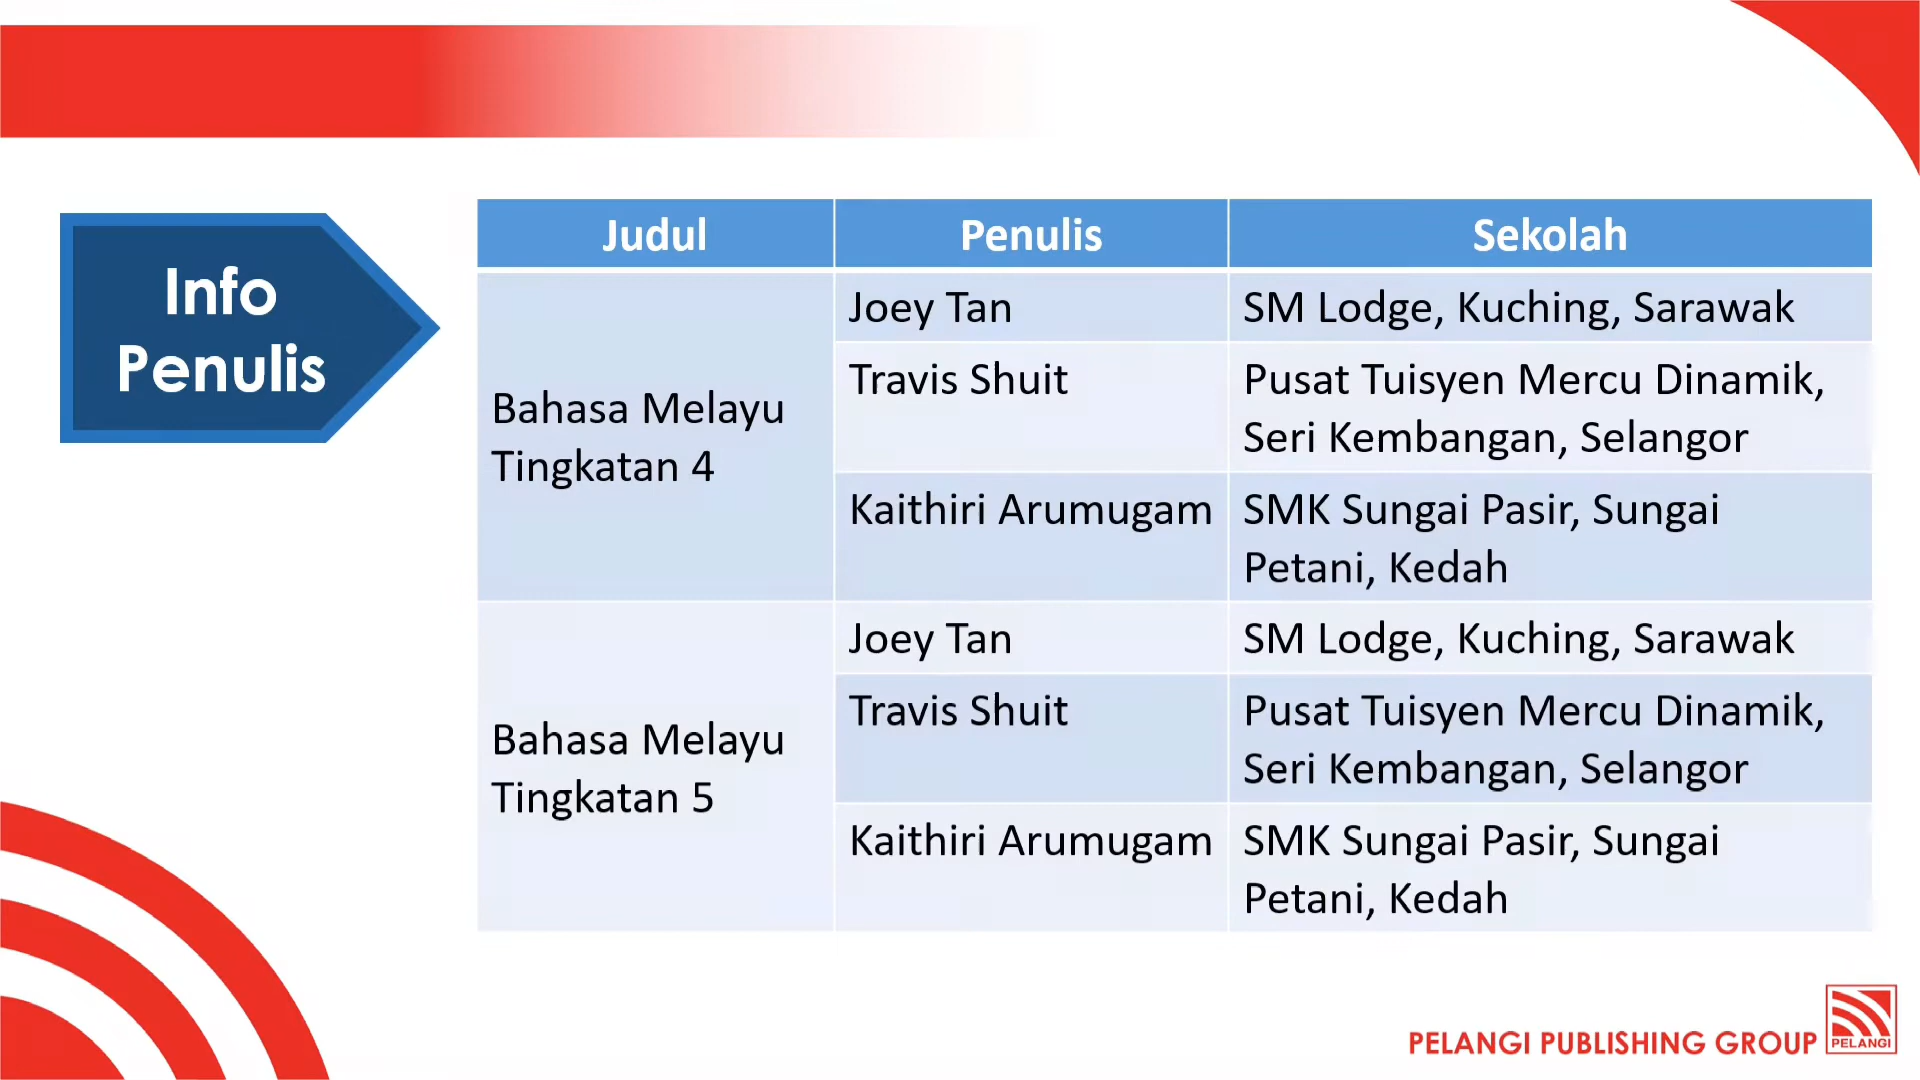 Info
Penulis
Judul
Penulis
Sekolah
Bahasa Melayu
Tingkatan 4
Joey Tan
SM Lodge, Kuching, Sarawak
Travis Shuit
Pusat Tuisyen Mercu Dinamik,
Seri Kembangan, Selangor
Kaithiri Arumugam
SMK Sungai Pasir, Sungai
Petani, Kedah
Bahasa Melayu
Tingkatan 5
Joey Tan
SM Lodge, Kuching, Sarawak
Travis Shuit
Pusat Tuisyen Mercu Dinamik,
Seri Kembangan, Selangor
Kaithiri Arumugam
SMK Sungai Pasir, Sungai
Petani, Kedah
PELANGI PUBLISHING GROUP
PELANGI